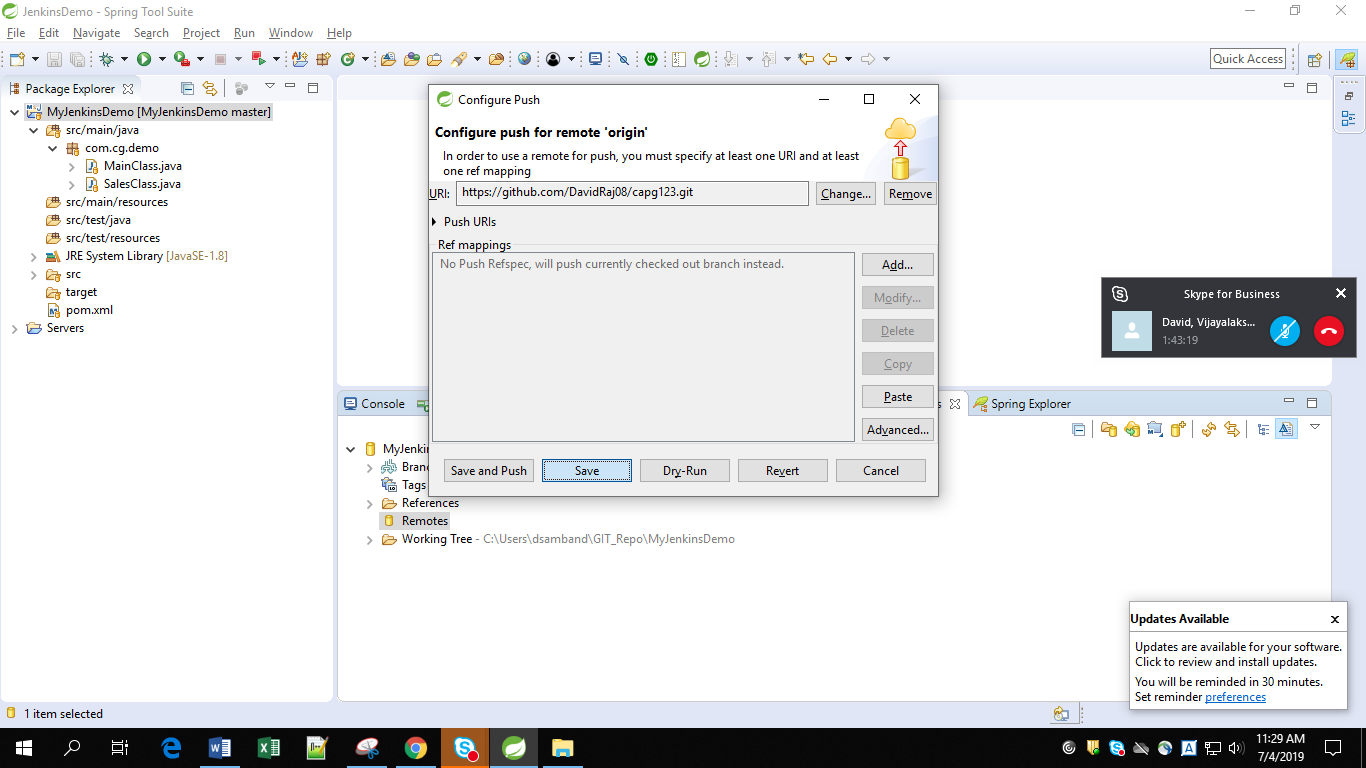 JenkinsDemo - Spring Tool Suite
File Edit Navigate Search Project Run Window Help
Quick Access
Package Explorer
MyJenkinsDemo [MyJenkinsDemo master]
src/main/java
com.cg.demo
MainClass.java
SalesClass.java
src/main/resources
src/test/java
src/test/resources
JRE System Library [JavaSE-1.8]
src
target
pom.xml
Servers
Configure Push
Configure push for remote 'origin'
In order to use a remote for push, you must specify at least one URI and at least
one ref mapping
URI: https://github.com/DavidRaj08/capg123.git Change... Remove
Push URIs
Ref mappings
No Push Refspec, will push currently checked out branch instead.
Add...
Modify...
Delete
Copy
Paste
Advanced...
Save and Push Save Dry-Run Revert Cancel
Skype for Business
David, Vijayalaks...
1:43:19
Console
s
Spring Explorer
MyJenkin
Bran
Tags
References
Remotes
Working Tree - C:\Users\dsamband\GIT_Repo\MyJenkinsDemo
Updates Available
Updates are available for your software.
Click to review and install updates.
You will be reminded in 30 minutes.
Set reminder preferences
1 item selected
11:29 AM
7/4/2019